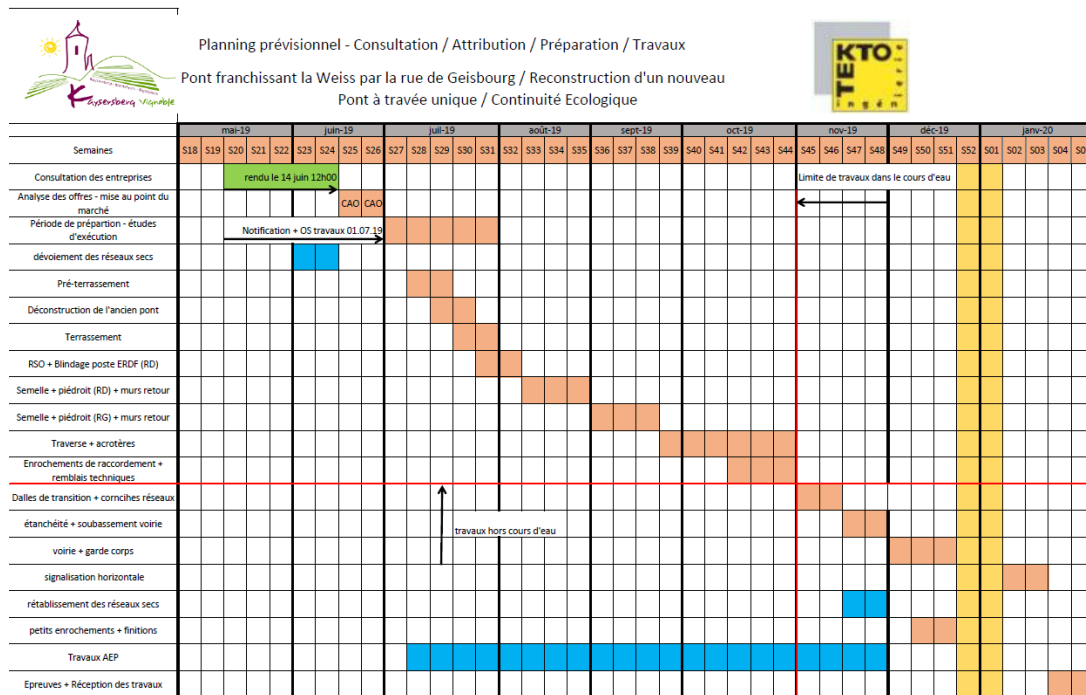 Planning prévisionnel - Consultation / Attribution / Préparation / Travaux
Pont franchissant la Weiss par la rue de Geisbourg / Reconstruction d'un nouveau
Pont à travée unique / Continuité Ecologique
Kaysersberg Vignoble
TEKTO
ingénierie
mai-19 juin-19 juil-19 août-19 sept-19 oct-19 nov-19 déc-19 janv-20
Semaines S18 S19 S20 S21 S22 S23 S24 S25 S26 S27 S28 S29 S30 S31 S32 S33 S34 S35 S36 S37 S38 S39 S40 S41 S42 S43 S44 S45 S46 S47 S48 S49 S50 S51 S52 S01 S02 S03 S04
Consultation des entreprises rendu le 14 juin 12h00 Limite de travaux dans le cours d'eau
Analyse des offres - mise au point du
marché
CAO CAO
Période de prépartion - études
d'exécution
Notification + OS travaux 01.07.19
dévoiement des réseaux secs
Pré-terrassement
Déconstruction de l'ancien pont
Terrassement
RSO + Blindage poste ERDF (RD)
Semelle + piédroit (RD) + murs retour
Semelle + piédroit (RG) + murs retour
Traverse + acrotères
Enrochements de raccordement +
remblais techniques
Dalles de transition + corncihes réseaux
étanchéité + soubassement voirie travaux hors cours d'eau
voirie + garde corps
signalisation horizontale
rétablissement des réseaux secs
petits enrochements + finitions
Travaux AEP
Epreuves + Réception des travaux